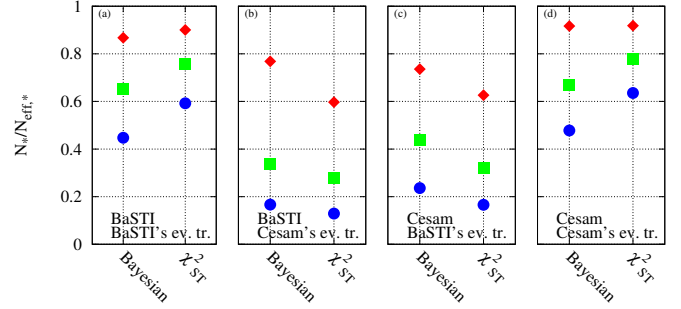 (a) (b) (c) (d)
1
0.8
0.6
0.4
0.2
0
N*/Neff,*
BaSTI
BaSTI's ev. tr.
BaSTI
Cesam's ev. tr.
Cesam
BaSTI's ev. tr.
Cesam
Cesam's ev. tr.
Bayesian
χ²ST
Bayesian
χ²ST
Bayesian
χ²ST
Bayesian
χ²ST